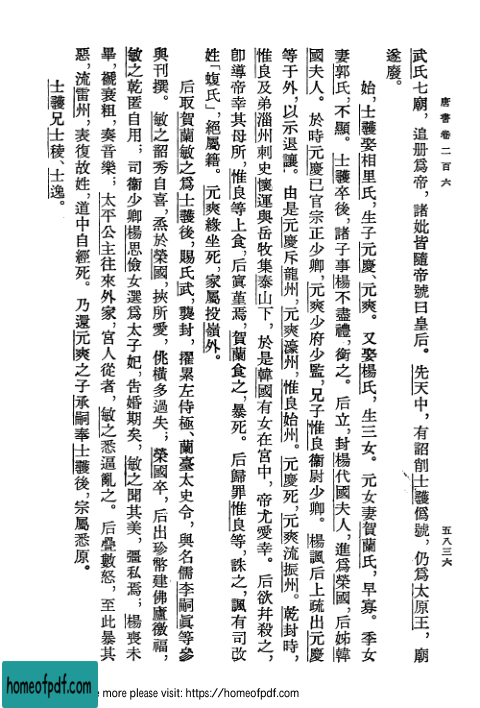 唐書卷二百六
五八三六
武氏七廟，追册爲帝，諸妣皆隨帝號曰皇后。先天中，有詔削士彠僞號，仍爲太原王，廟
遂廢。
始，士彠娶相里氏，生子元慶、元爽。又娶楊氏，生三女。元女妻賀蘭氏，早寡。季女
妻郭氏，不顯。士彠卒後，諸子事楊不盡禮，銜之。后立，封楊代國夫人，進爲榮國，后姊韓
國夫人。於時元慶已官宗正少卿，元爽少府少監，兄子惟良衞尉少卿。楊諷后上疏出元慶
等于外，以示退讓。由是元慶斥龍州，元爽濠州，惟良始州。元慶死，元爽流振州。乾封時，
惟良及弟淄州刺史懷運與岳牧集泰山下，於是韓國有女在宮中，帝尤愛幸。后欲幷殺之，
卽導帝幸其母所，惟良等上食，后寘堇焉，賀蘭食之，暴死。后歸罪惟良等，誅之，諷有司改
姓「蝮氏」，絕屬籍。元爽緣坐死，家屬投嶺外。
后取賀蘭敏之爲士彠後，賜氏武，襲封，擢累左侍極、蘭臺太史令，與名儒李嗣眞等參
與刊撰。敏之韶秀自喜，烝於榮國，挾所愛，佻橫多過失；榮國卒，后出珍幣建佛廬徼福，
敏之乾匿自用；司衞少卿楊思儉女選爲太子妃，告婚期矣，敏之聞其美，彊私焉；楊喪未
畢，褫衰粗，奏音樂；太平公主往來外家，宮人從者，敏之悉逼亂之。后疊數怒，至此暴其
惡，流雷州，表復故姓，道中自經死。乃還元爽之子承嗣奉士彠後，宗屬悉原。
士彠兄士稜、士逸。
homeofpdf.com
more please visit: https://homeofpdf.com